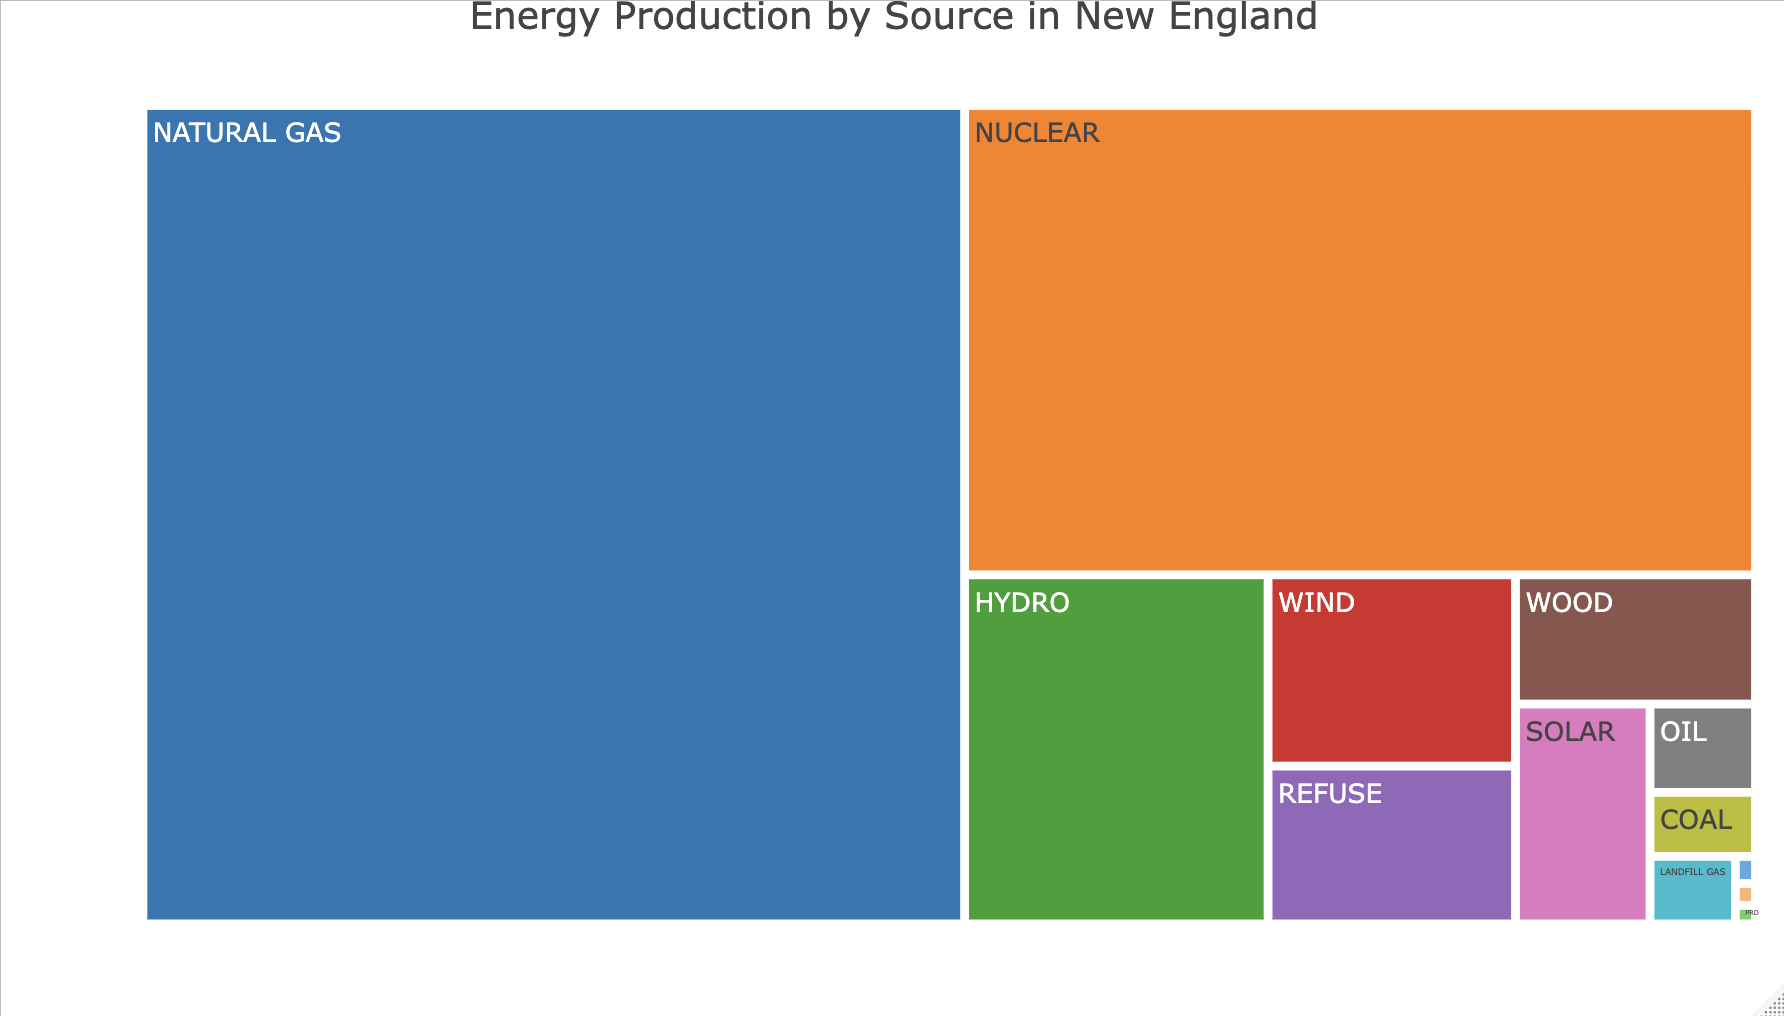 Energy Production by Source in New England
NATURAL GAS
NUCLEAR
HYDRO
WIND
WOOD
SOLAR
OIL
REFUSE
COAL
LANDFILL GAS
PRD